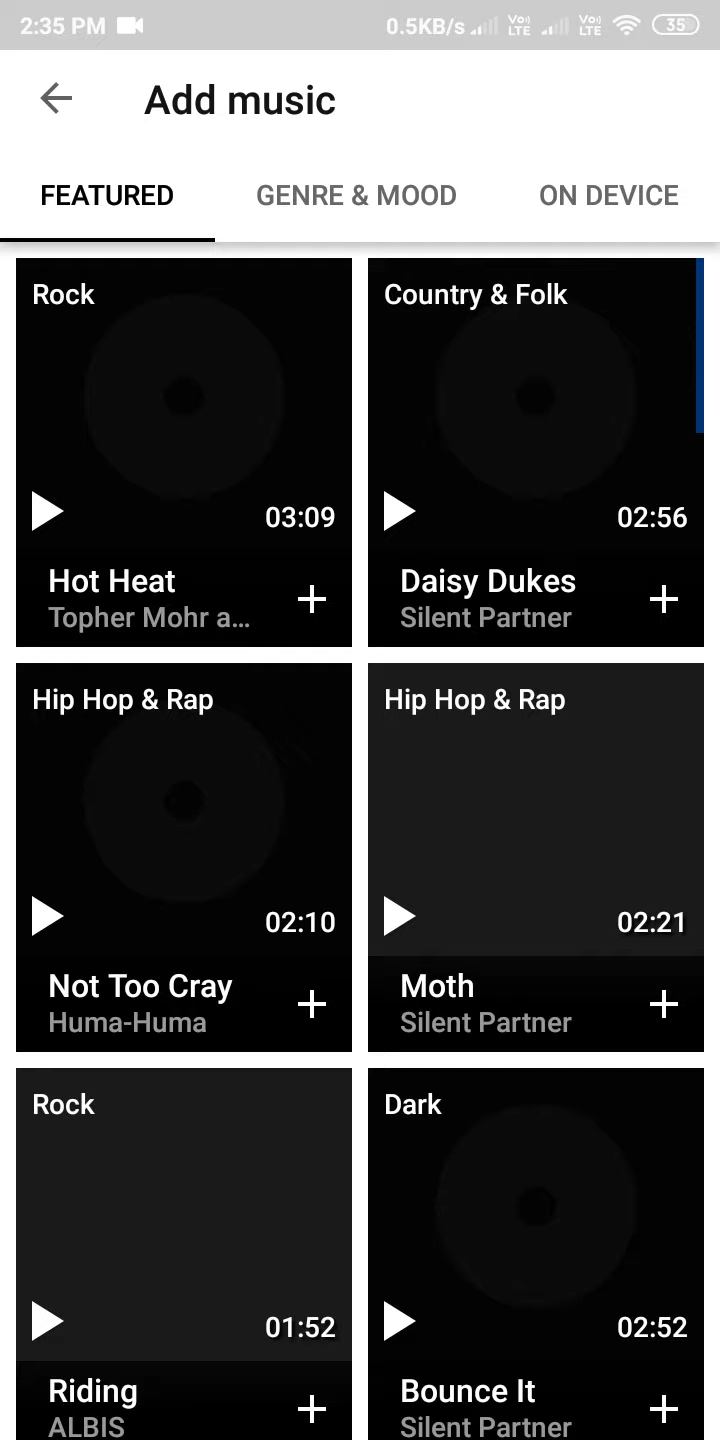 2:35 PM 0.5KB/s Vo)) LTE Vo)) LTE 35
Add music
FEATURED GENRE & MOOD ON DEVICE
Rock
03:09
Hot Heat
Topher Mohr a...
Country & Folk
02:56
Daisy Dukes
Silent Partner
Hip Hop & Rap
02:10
Not Too Cray
Huma-Huma
Hip Hop & Rap
02:21
Moth
Silent Partner
Rock
01:52
Riding
ALBIS
Dark
02:52
Bounce It
Silent Partner